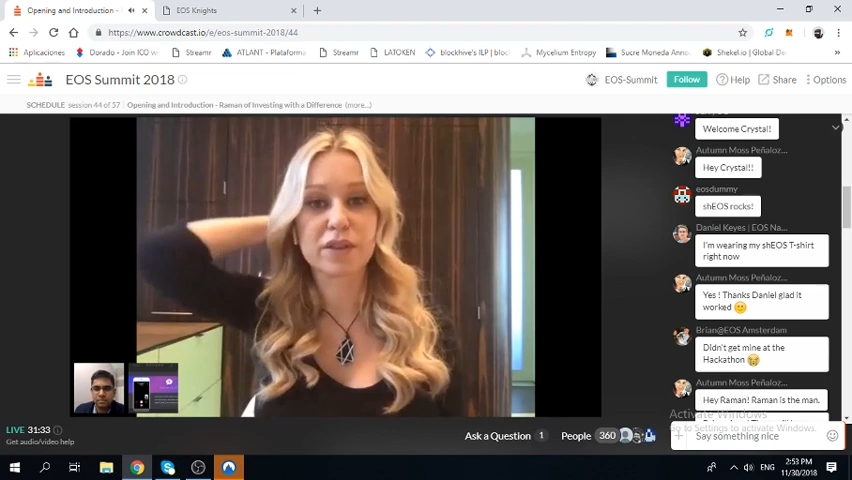 Opening and Introduction -
EOS Knights
https://www.crowdcast.io/e/eos-summit-2018/44
Aplicaciones
Dorado - Join ICO w
Streamr
ATLANT - Plataforma
Streamr
LATOKEN
blockhive's ILP | bloc
Mycelium Entropy
Sucre Moneda Ano
Shekel.io | Global De
EOS Summit 2018
EOS-Summit
Follow
Help
Share
Options
SCHEDULE session 44 of 57 Opening and Introduction - Raman of Investing with a Difference (more...)
Welcome Crystal!
Autumn Moss Peñaloz...
Hey Crystal!!
eosdummy
shEOS rocks!
Daniel Keyes | EOS Na...
I'm wearing my shEOS T-shirt
right now
Autumn Moss Peñaloz...
Yes ! Thanks Daniel glad it
worked 🙂
Brian@EOS Amsterdam
Didn't get mine at the
Hackathon 😭
Autumn Moss Peñaloz...
Hey Raman! Raman is the man.
Activate Windows
Go to Settings to activate Windows.
LIVE 31:33
Get audio/video help
Ask a Question 1
People 360
Say something nice
ENG
2:53 PM
11/30/2018